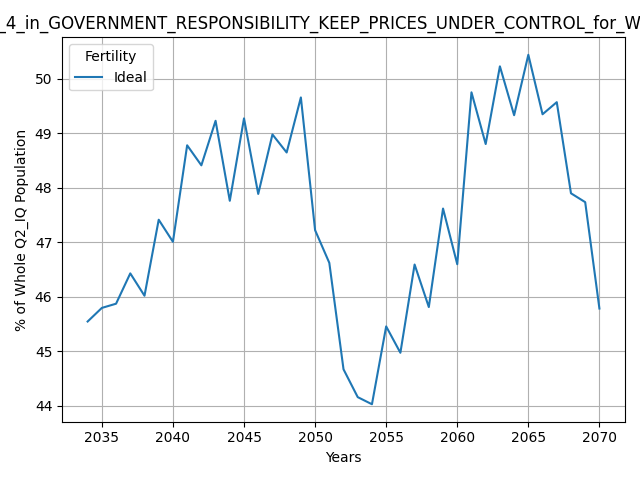 _4_in_GOVERNMENT_RESPONSIBILITY_KEEP_PRICES_UNDER_CONTROL_for_W
Fertility
Ideal
% of Whole Q2_IQ Population
50
49
48
47
46
45
44
2035 2040 2045 2050 2055 2060 2065 2070
Years